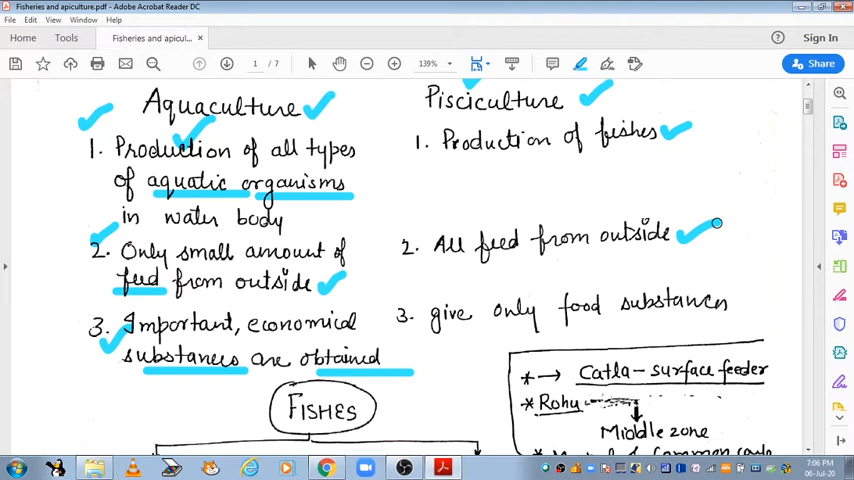 Fisheries and apiculture.pdf - Adobe Acrobat Reader DC
File Edit View Window Help
Home Tools Fisheries and apicul... × Sign In
1 / 7 139% Share
Aquaculture
1. Production of all types
of aquatic organisms
in water body
2. Only small amount of
feed from outside
3. Important, economical
substances are obtained
Pisciculture
1. Production of fishes
2. All feed from outside
3. give only food substances
FISHES
* → Catla - surface feeder
* Rohu
Middle zone
7:06 PM
06-Jul-20